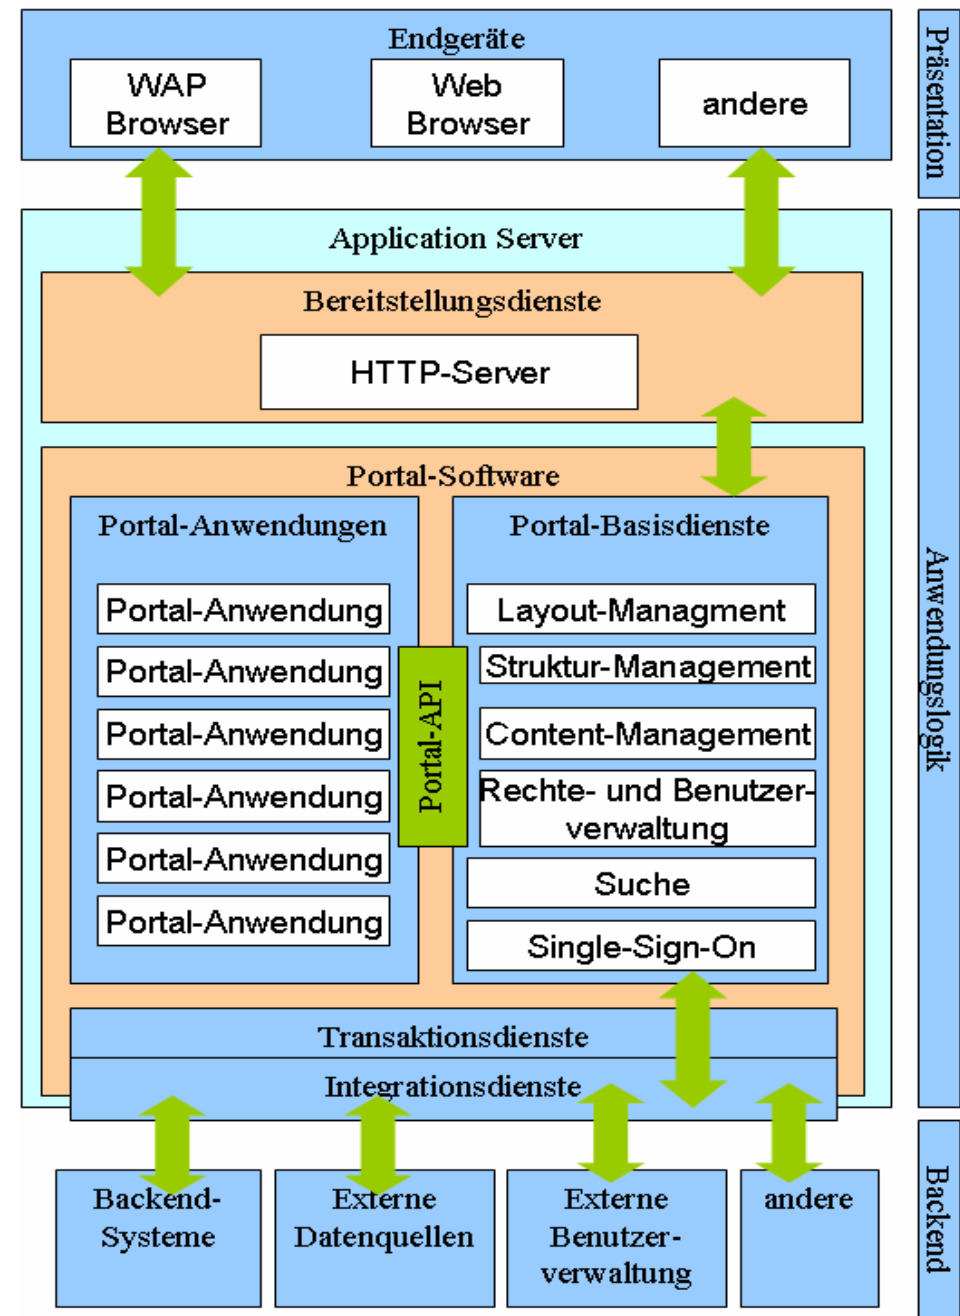 Endgeräte
WAP
Browser
Web
Browser
andere
Präsentation
Application Server
Bereitstellungsdienste
HTTP-Server
Portal-Software
Portal-Anwendungen
Portal-Anwendung
Portal-Anwendung
Portal-Anwendung
Portal-Anwendung
Portal-Anwendung
Portal-Anwendung
Portal-API
Portal-Basisdienste
Layout-Managment
Struktur-Management
Content-Management
Rechte- und Benutzer-
verwaltung
Suche
Single-Sign-On
Transaktionsdienste
Integrationsdienste
Anwendungslogik
Backend-
Systeme
Externe
Datenquellen
Externe
Benutzer-
verwaltung
andere
Backend